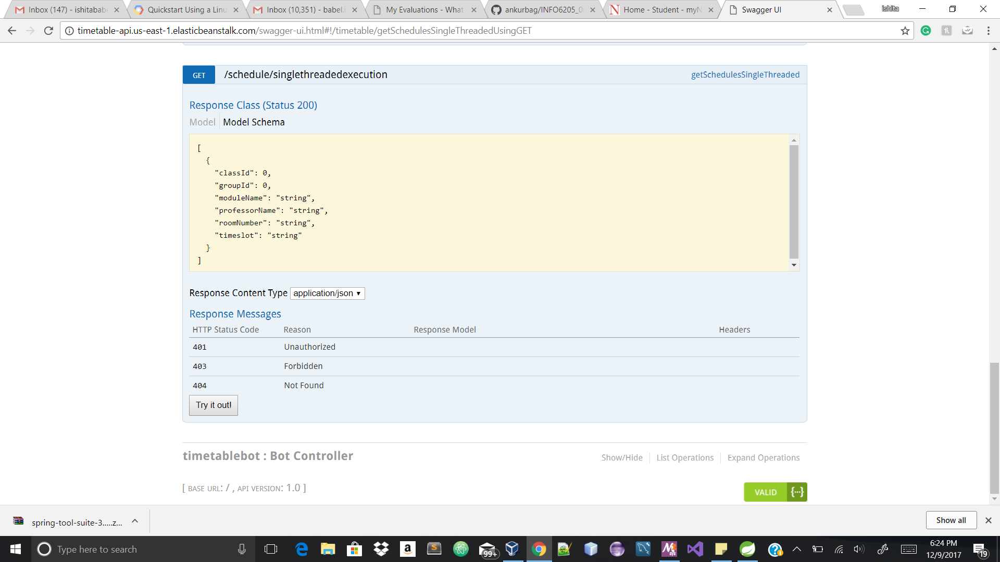 Inbox (147) - ishitababe
Quickstart Using a Linu
Inbox (10,351) - babel.i
My Evaluations - What
ankurbag/INFO6205_0
Home - Student - myN
Swagger UI
ishita
timetable-api.us-east-1.elasticbeanstalk.com/swagger-ui.html#!/timetable/getSchedulesSingleThreadedUsingGET
GET /schedule/singlethreadedexecution getSchedulesSingleThreaded
Response Class (Status 200)
Model Model Schema
[
{
"classId": 0,
"groupId": 0,
"moduleName": "string",
"professorName": "string",
"roomNumber": "string",
"timeslot": "string"
}
]
Response Content Type application/json
Response Messages
HTTP Status Code Reason Response Model Headers
401 Unauthorized
403 Forbidden
404 Not Found
Try it out!
timetablebot : Bot Controller Show/Hide List Operations Expand Operations
[ BASE URL: / , API VERSION: 1.0 ] VALID {...}
spring-tool-suite-3.....z... Show all
Type here to search
99+
6:24 PM
12/9/2017
19